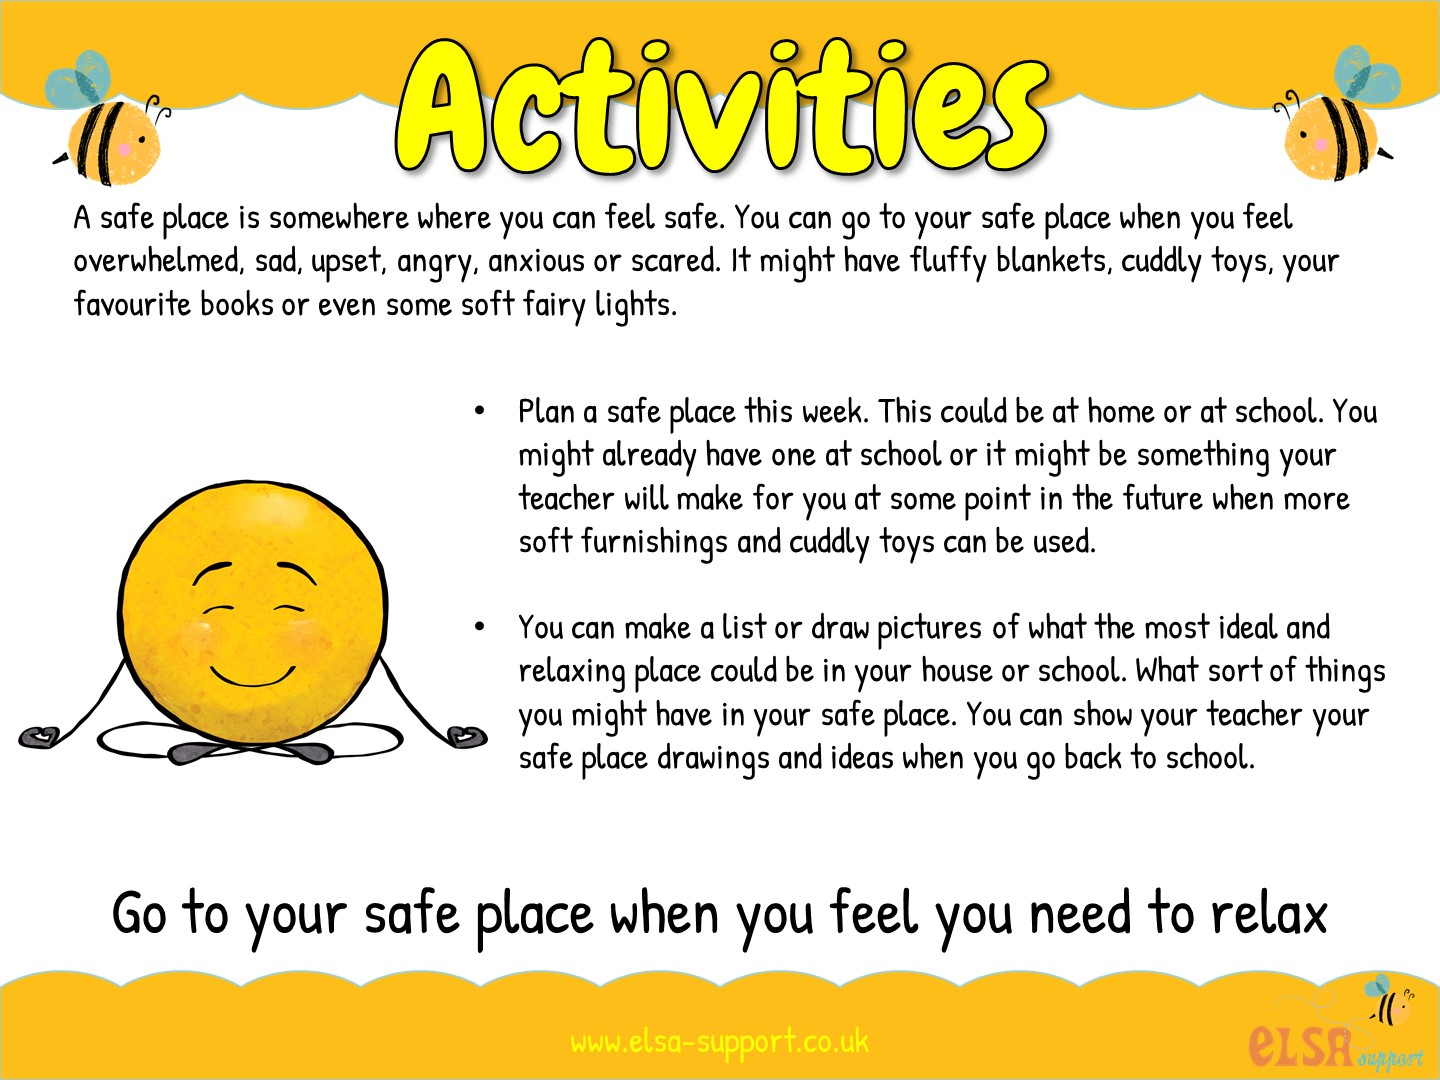 Activities
A safe place is somewhere where you can feel safe. You can go to your safe place when you feel
overwhelmed, sad, upset, angry, anxious or scared. It might have fluffy blankets, cuddly toys, your
favourite books or even some soft fairy lights.
• Plan a safe place this week. This could be at home or at school. You
might already have one at school or it might be something your
teacher will make for you at some point in the future when more
soft furnishings and cuddly toys can be used.
• You can make a list or draw pictures of what the most ideal and
relaxing place could be in your house or school. What sort of things
you might have in your safe place. You can show your teacher your
safe place drawings and ideas when you go back to school.
Go to your safe place when you feel you need to relax
www.elsa-support.co.uk
ELSA support